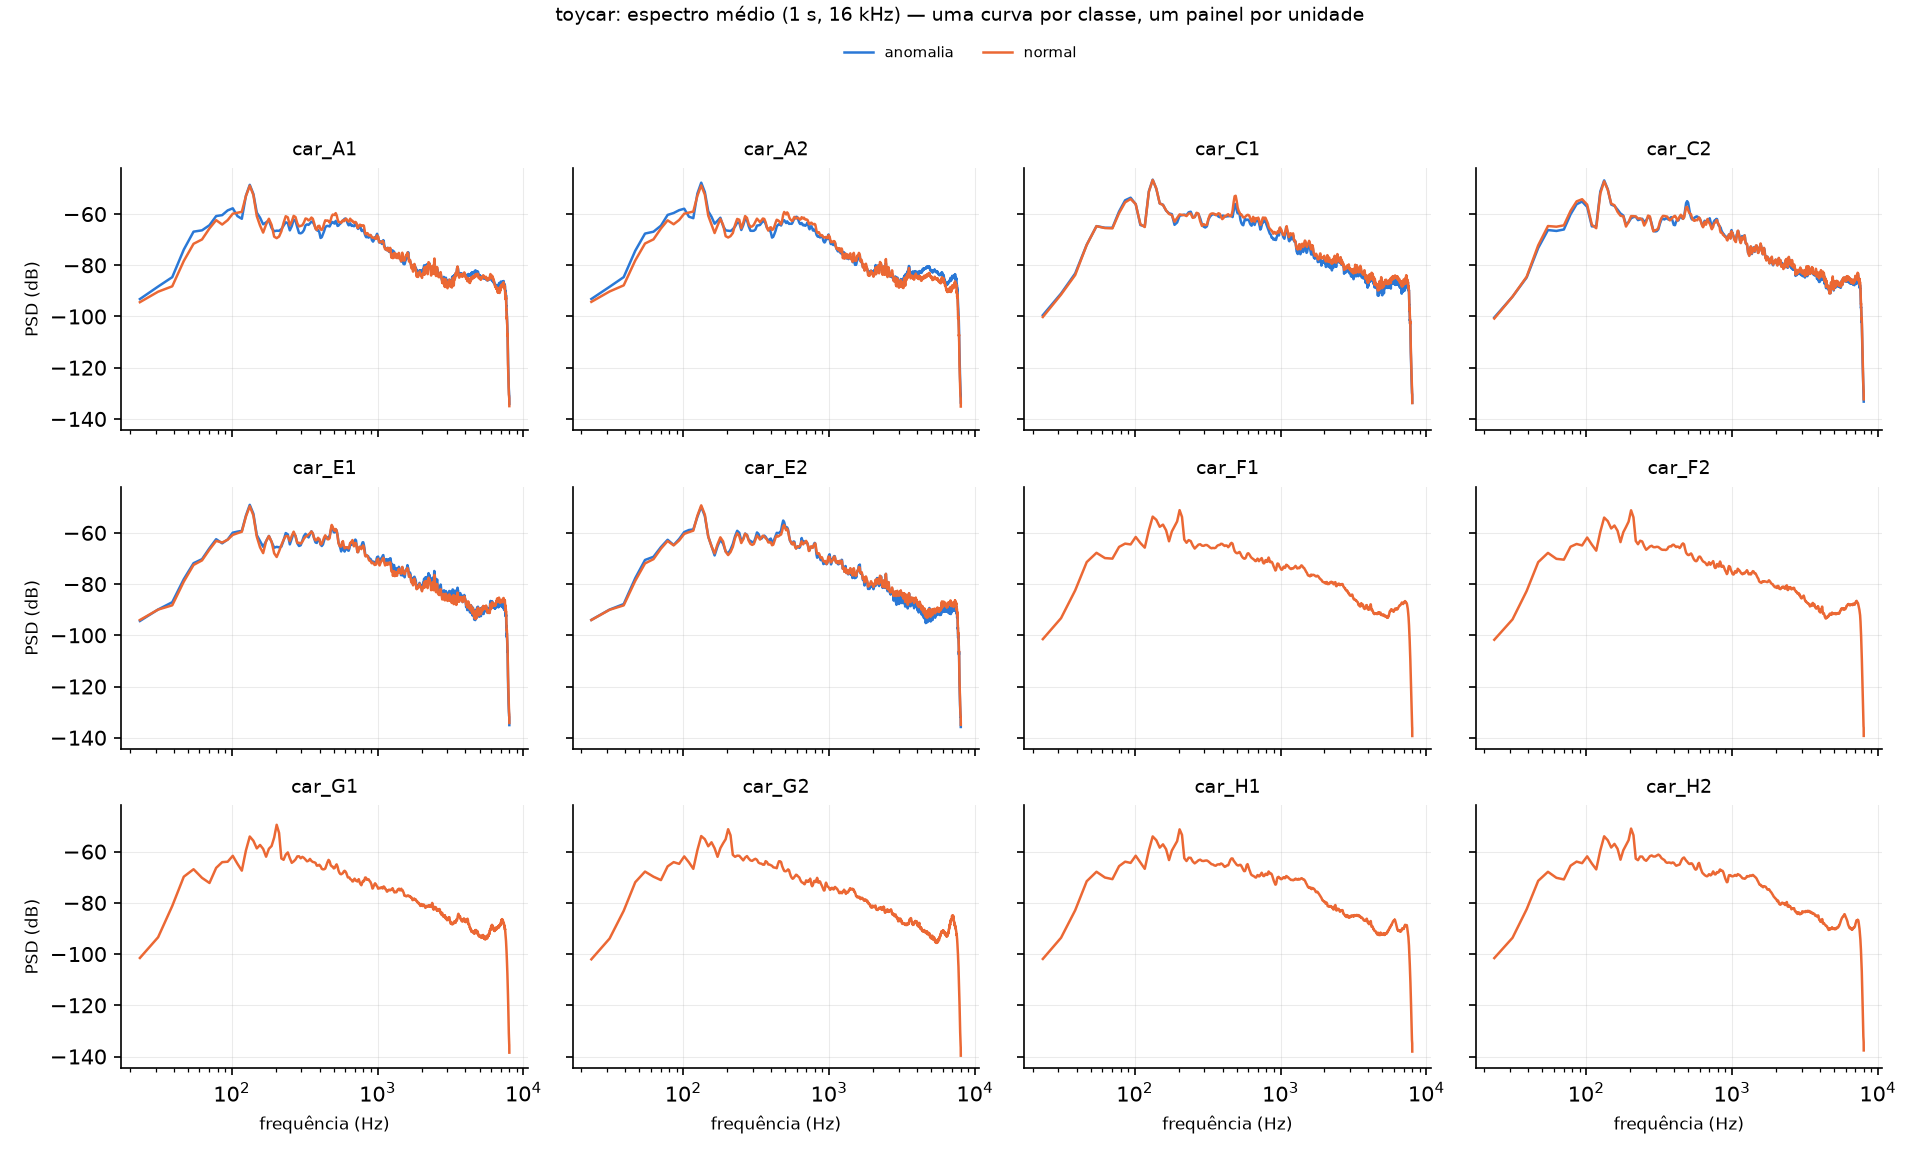 toycar: espectro médio (1 s, 16 kHz) — uma curva por classe, um painel por unidade
anomalia normal
car_A1 car_A2 car_C1 car_C2
PSD (dB)
−60
−80
−100
−120
−140
car_E1 car_E2 car_F1 car_F2
PSD (dB)
−60
−80
−100
−120
−140
car_G1 car_G2 car_H1 car_H2
PSD (dB)
−60
−80
−100
−120
−140
10² 10³ 10⁴ 10² 10³ 10⁴ 10² 10³ 10⁴ 10² 10³ 10⁴
frequência (Hz) frequência (Hz) frequência (Hz) frequência (Hz)